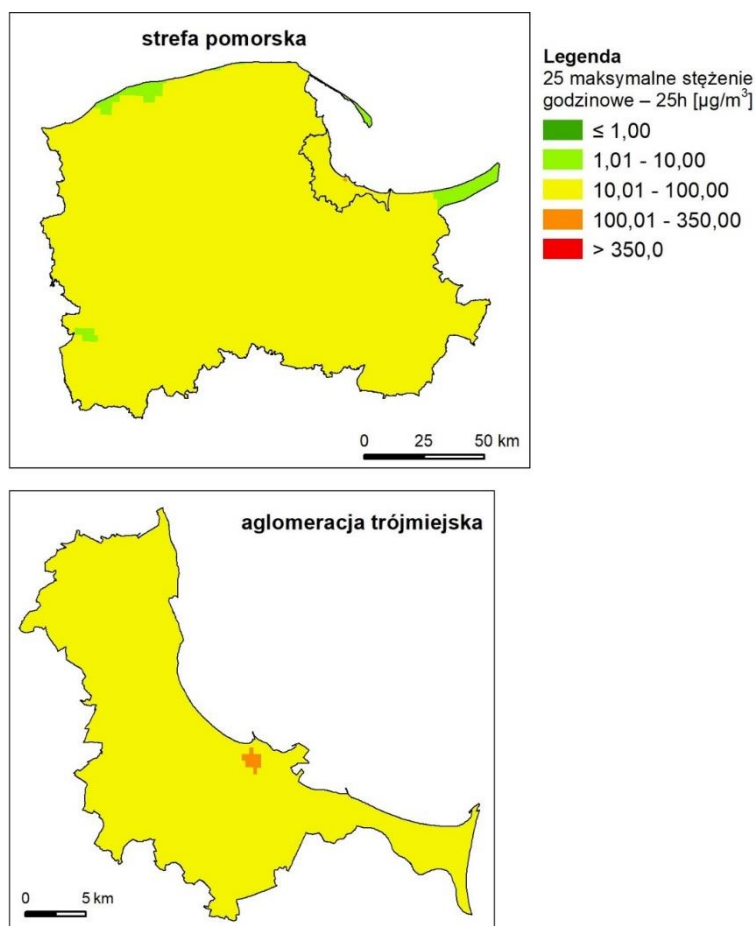 strefa pomorska
Legenda
25 maksymalne stężenie
godzinowe – 25h [µg/m³]
≤ 1,00
1,01 - 10,00
10,01 - 100,00
100,01 - 350,00
> 350,0
0 25 50 km
aglomeracja trójmiejska
0 5 km